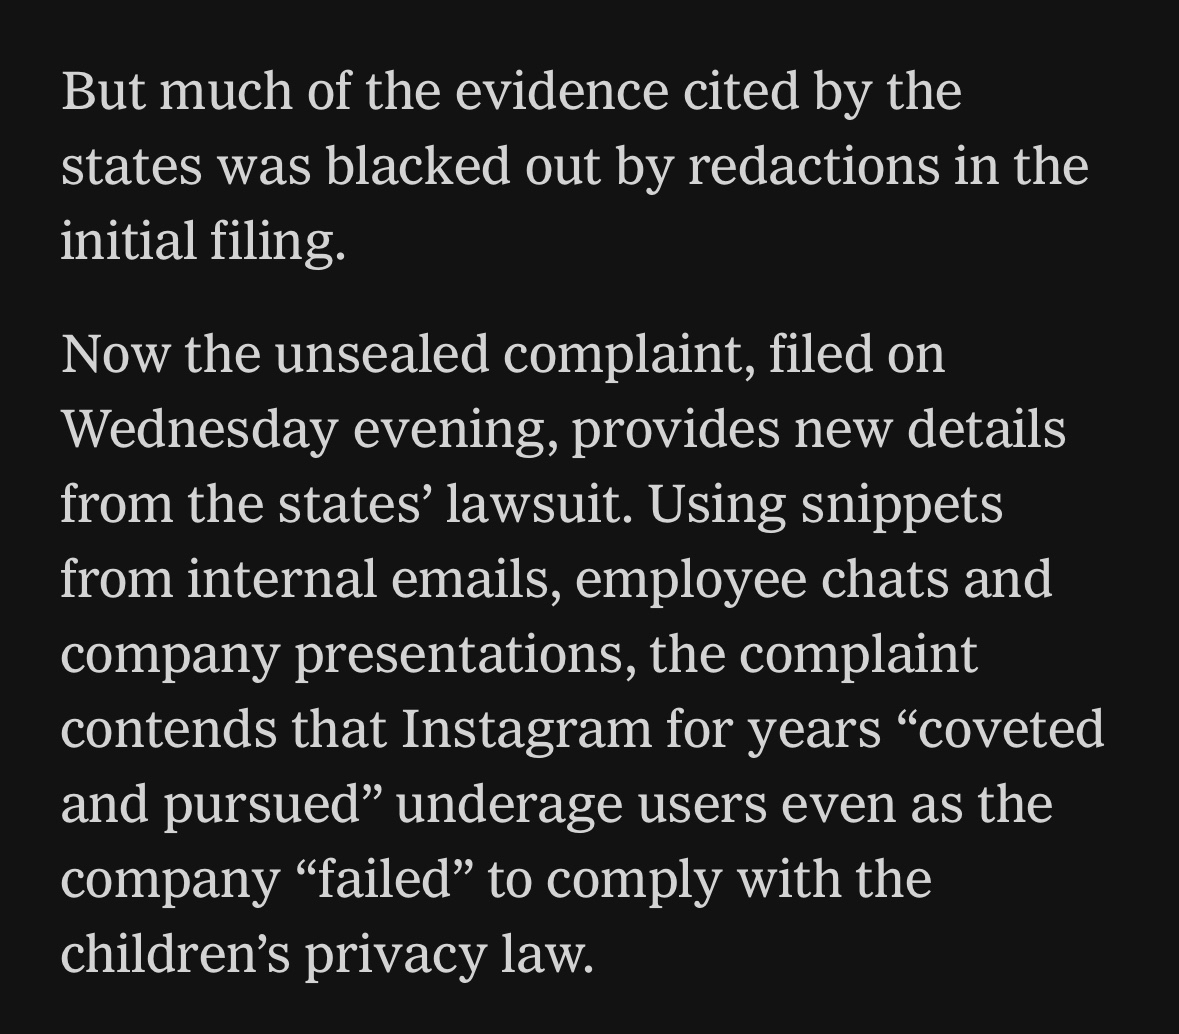 But much of the evidence cited by the
states was blacked out by redactions in the
initial filing.
Now the unsealed complaint, filed on
Wednesday evening, provides new details
from the states’ lawsuit. Using snippets
from internal emails, employee chats and
company presentations, the complaint
contends that Instagram for years “coveted
and pursued” underage users even as the
company “failed” to comply with the
children’s privacy law.